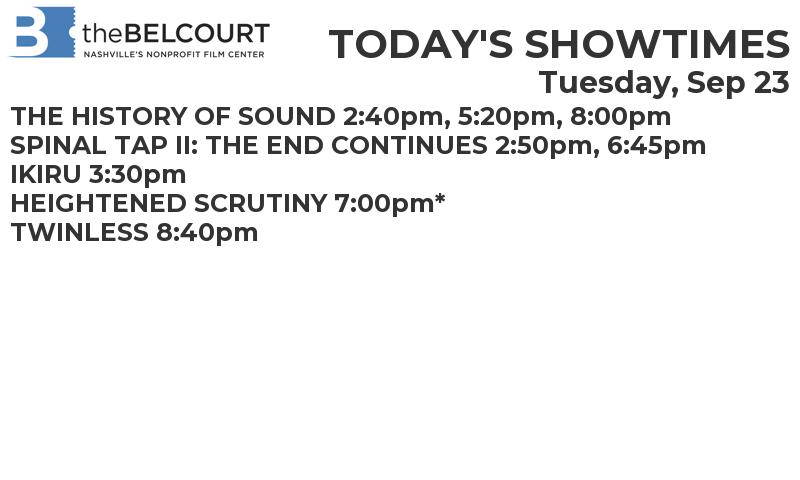 B theBELCOURT
NASHVILLE'S NONPROFIT FILM CENTER
TODAY'S SHOWTIMES
Tuesday, Sep 23
THE HISTORY OF SOUND 2:40pm, 5:20pm, 8:00pm
SPINAL TAP II: THE END CONTINUES 2:50pm, 6:45pm
IKIRU 3:30pm
HEIGHTENED SCRUTINY 7:00pm*
TWINLESS 8:40pm